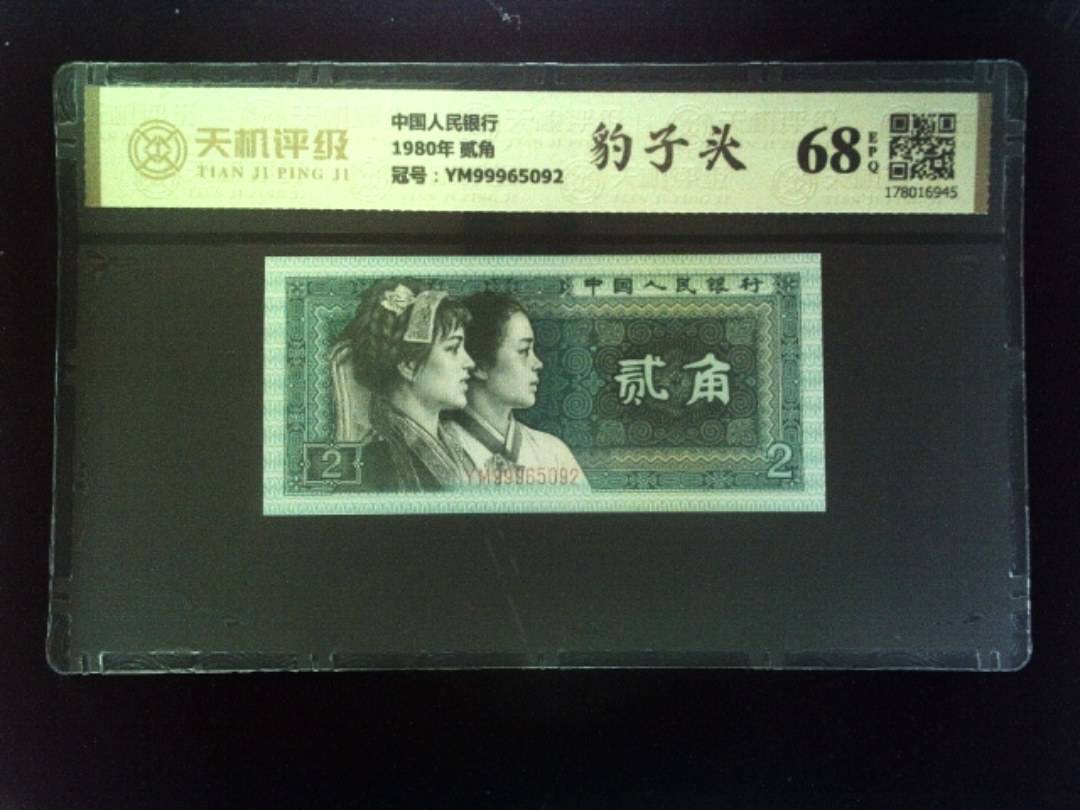 天机评级
TIAN JI PING JI
中国人民银行
1980年 贰角
冠号：YM99965092
豹子头
68 EPQ
178016945
中国人民银行
贰角
2
2
YM99965092